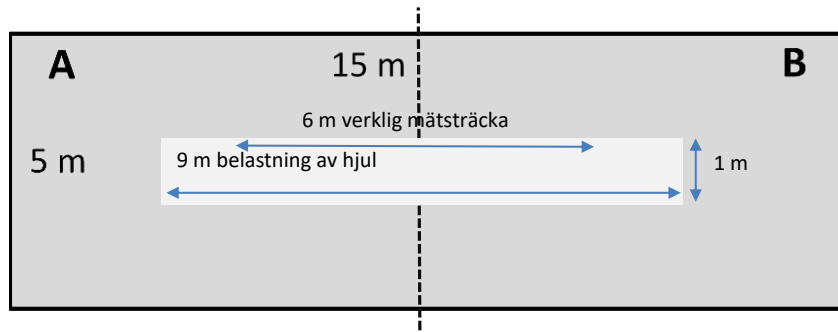 A
15 m
B
6 m verklig mätsträcka
5 m
9 m belastning av hjul
1 m